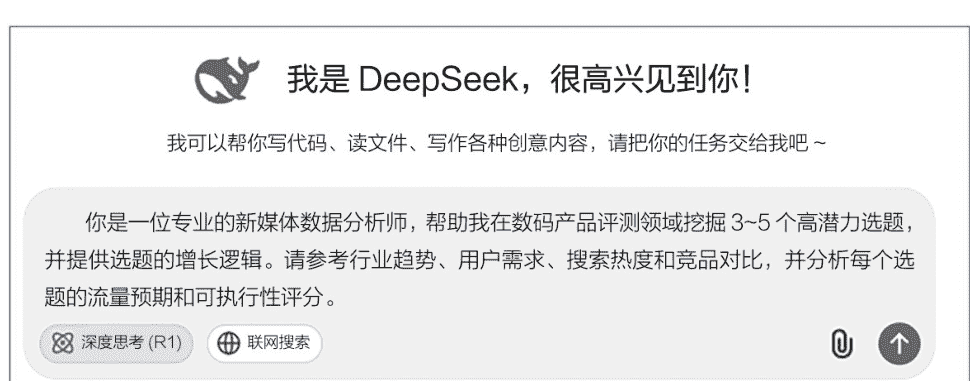 我是 DeepSeek，很高兴见到你！
我可以帮你写代码、读文件、写作各种创意内容，请把你的任务交给我吧 ~
你是一位专业的新媒体数据分析师，帮助我在数码产品评测领域挖掘 3~5 个高潜力选题，
并提供选题的增长逻辑。请参考行业趋势、用户需求、搜索热度和竞品对比，并分析每个选
题的流量预期和可执行性评分。
深度思考 (R1) 联网搜索